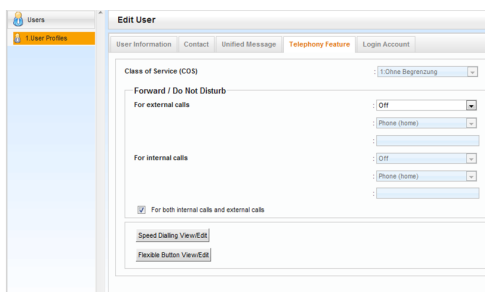 Users
Edit User
1.User Profiles
User Information Contact Unified Message Telephony Feature Login Account
Class of Service (COS) : 1:Ohne Begrenzung
Forward / Do Not Disturb
For external calls : Off
: Phone (home)
:
For internal calls : Off
: Phone (home)
:
For both internal calls and external calls
Speed Dialling View/Edit
Flexible Button View/Edit